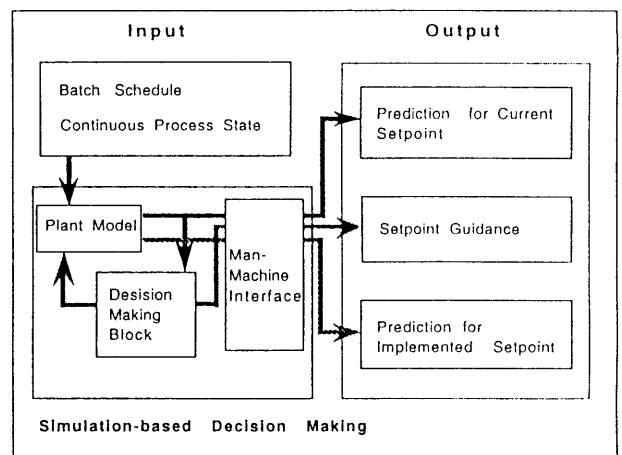 Input
Output
Batch Schedule
Continuous Process State
Prediction for Current
Setpoint
Plant Model
Setpoint Guidance
Man-
Machine
Interface
Desision
Making
Block
Prediction for
Implemented Setpoint
Simulation-based Decision Making